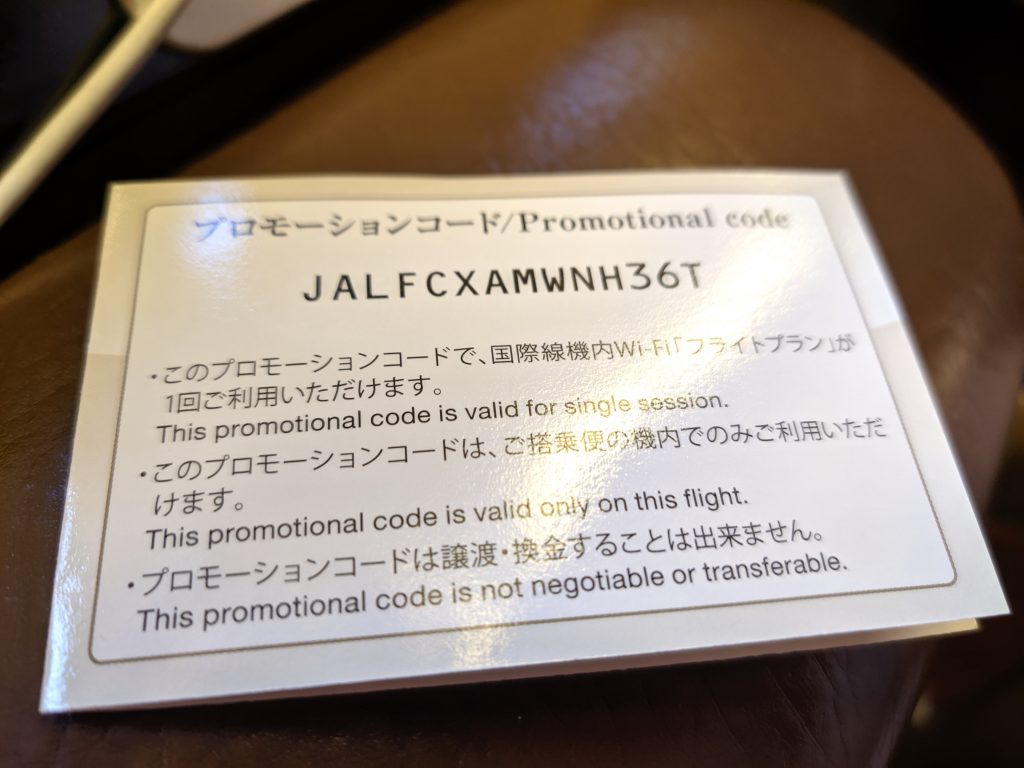 プロモーションコード/Promotional code
JALFCXAMWNH36T
・このプロモーションコードで、国際線機内Wi-Fi「フライトプラン」が
1回ご利用いただけます。
This promotional code is valid for single session.
・このプロモーションコードは、ご搭乗便の機内でのみご利用いただ
けます。
This promotional code is valid only on this flight.
・プロモーションコードは譲渡・換金することは出来ません。
This promotional code is not negotiable or transferable.